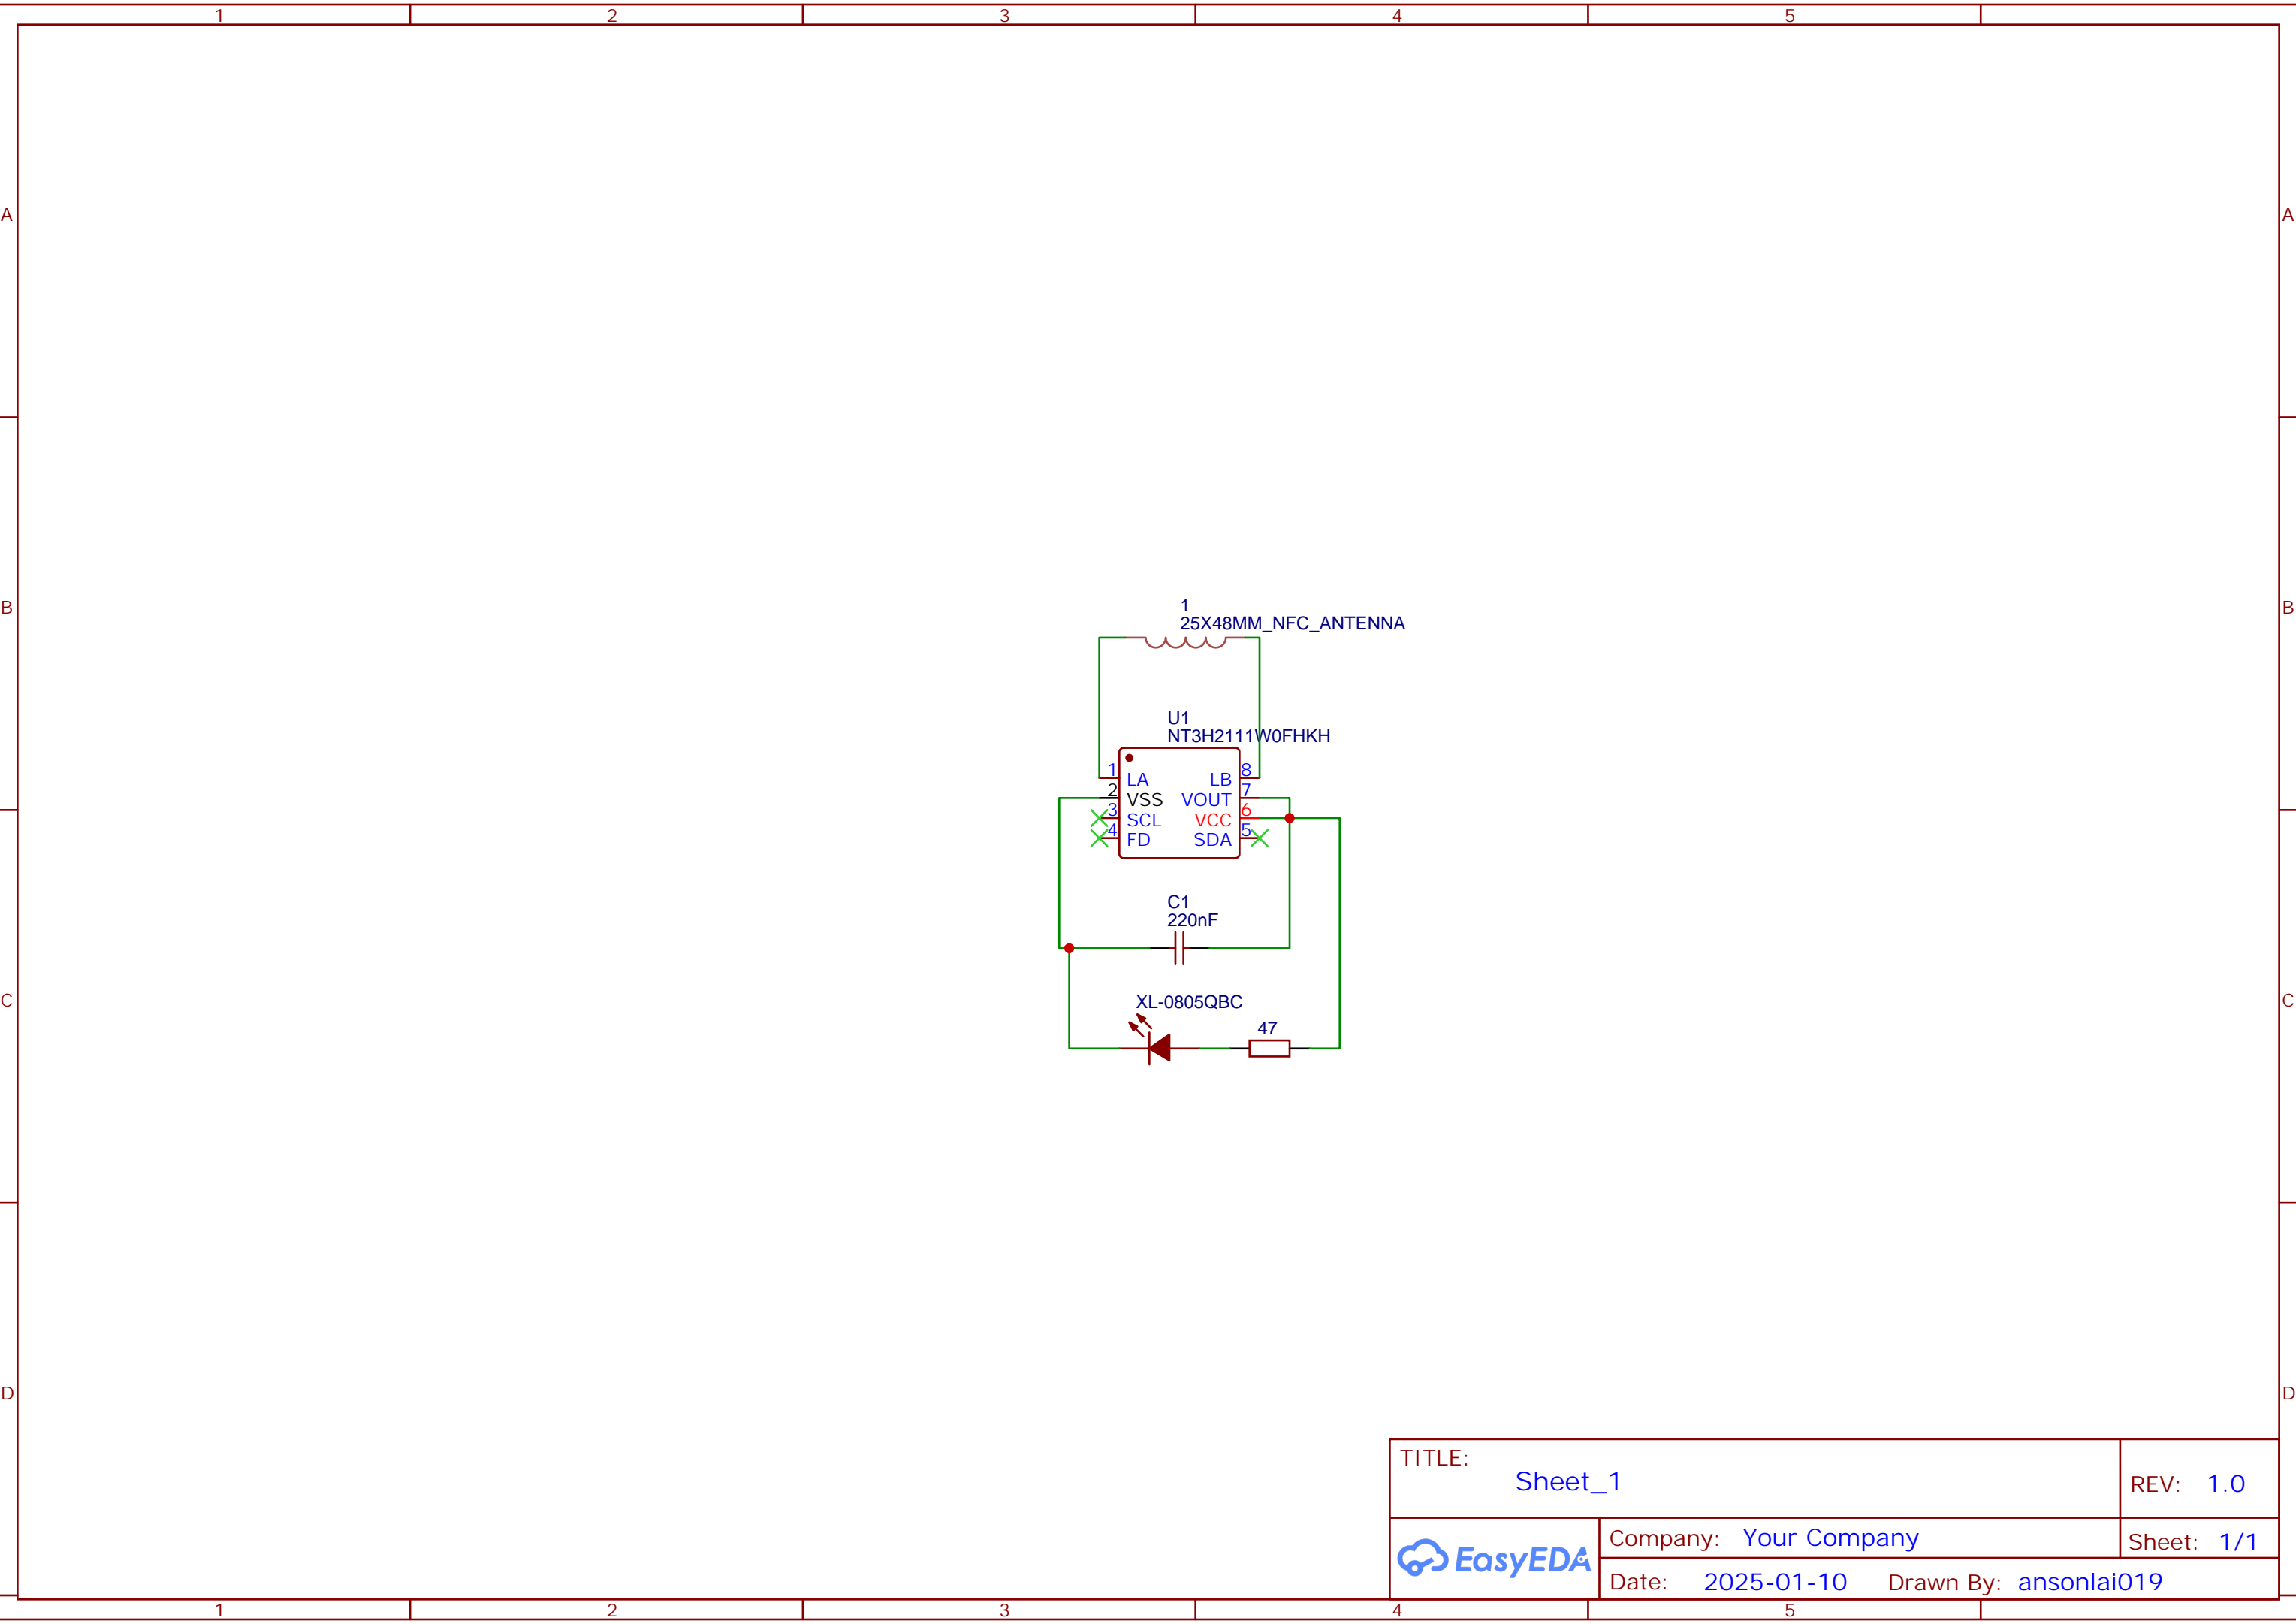 1 2 3 4 5
A A
B B
C C
D D
1
25X48MM_NFC_ANTENNA
U1
NT3H2111W0FHKH
1 LA LB 8
2 VSS VOUT 7
3 SCL VCC 6
4 FD SDA 5
C1
220nF
XL-0805QBC
47
TITLE:
Sheet_1
REV: 1.0
EasyEDA
Company: Your Company
Sheet: 1/1
Date: 2025-01-10 Drawn By: ansonlai019
1 2 3 4 5